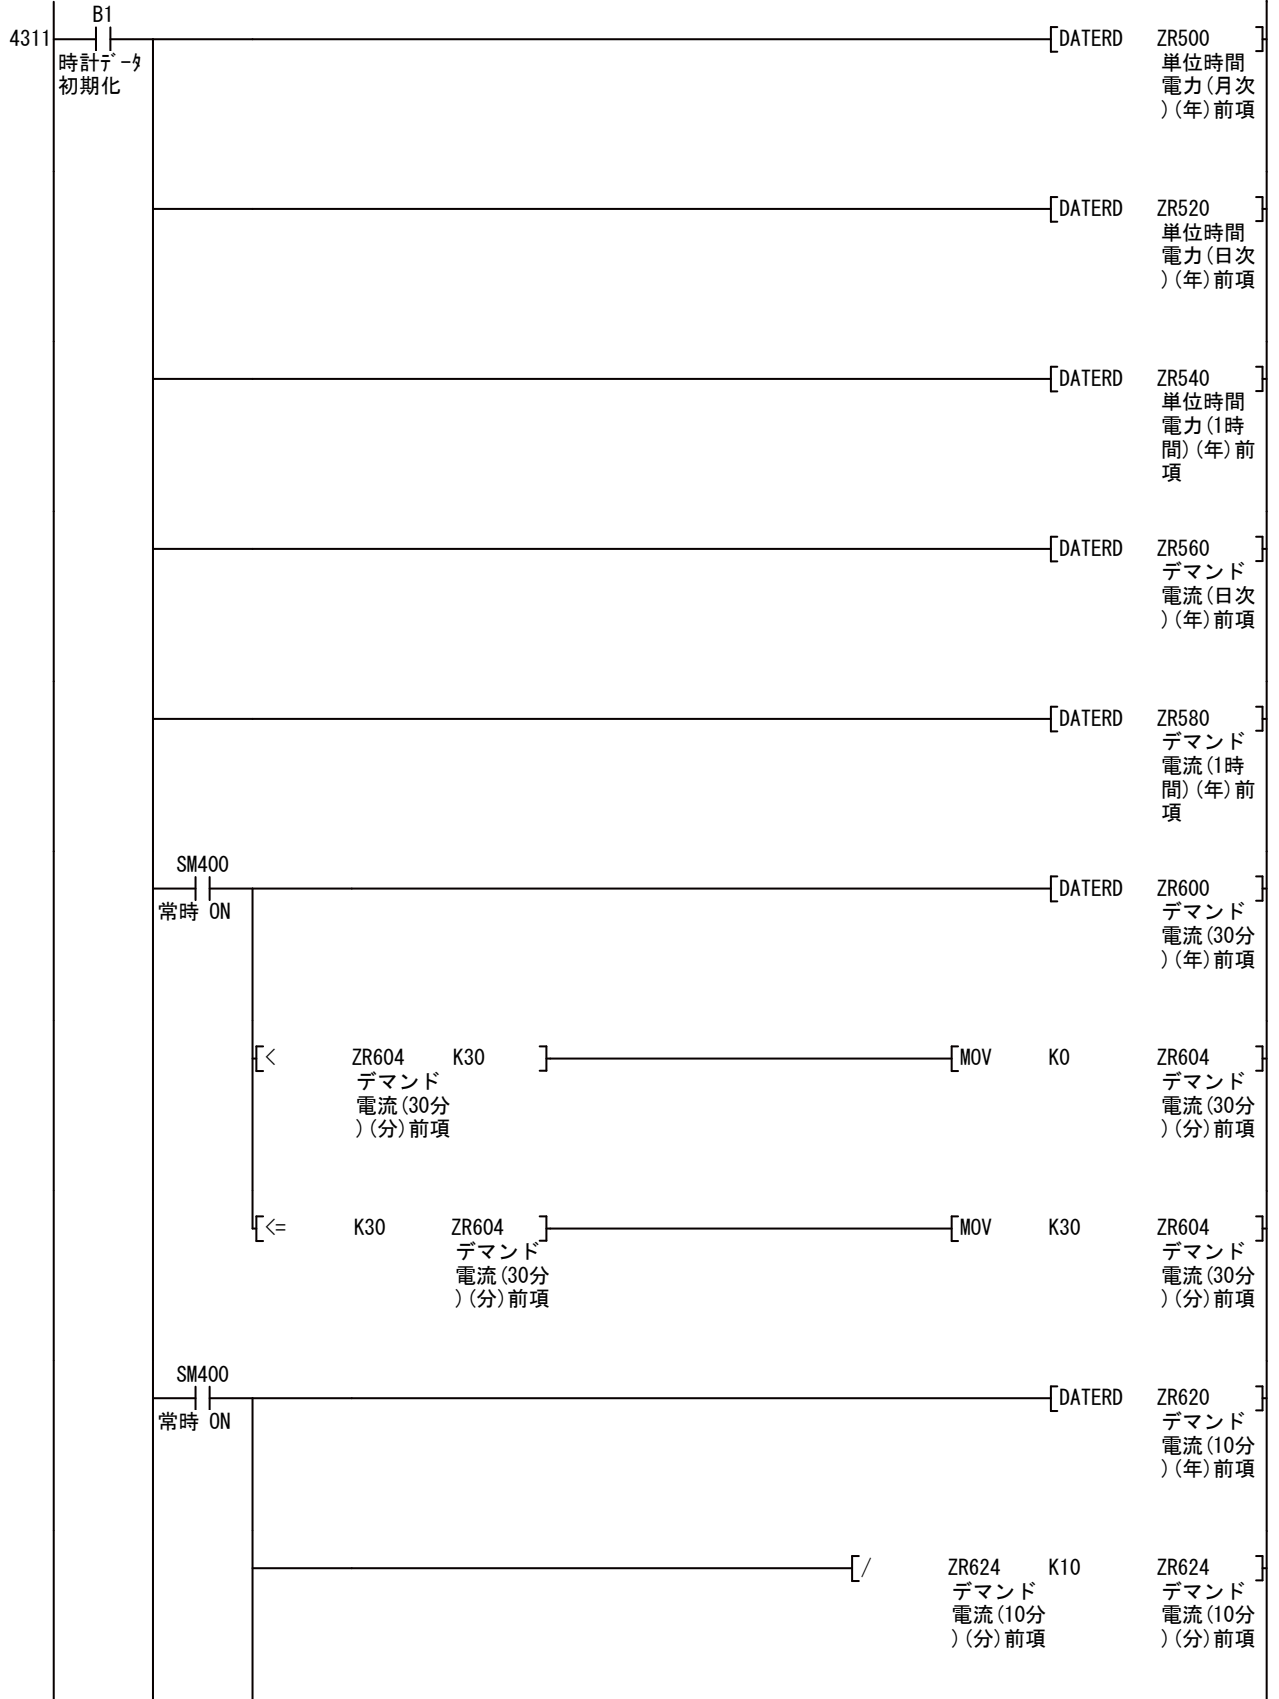 B1
4311
時計ﾃﾞｰﾀ
初期化
DATERD ZR500
単位時間
電力(月次
)(年)前項
DATERD ZR520
単位時間
電力(日次
)(年)前項
DATERD ZR540
単位時間
電力(1時
間)(年)前
項
DATERD ZR560
デマンド
電流(日次
)(年)前項
DATERD ZR580
デマンド
電流(1時
間)(年)前
項
SM400
常時 ON
DATERD ZR600
デマンド
電流(30分
)(年)前項
< ZR604 K30
デマンド
電流(30分
)(分)前項
MOV K0 ZR604
デマンド
電流(30分
)(分)前項
<= K30 ZR604
デマンド
電流(30分
)(分)前項
MOV K30 ZR604
デマンド
電流(30分
)(分)前項
SM400
常時 ON
DATERD ZR620
デマンド
電流(10分
)(年)前項
/ ZR624 K10 ZR624
デマンド
電流(10分
)(分)前項
デマンド
電流(10分
)(分)前項